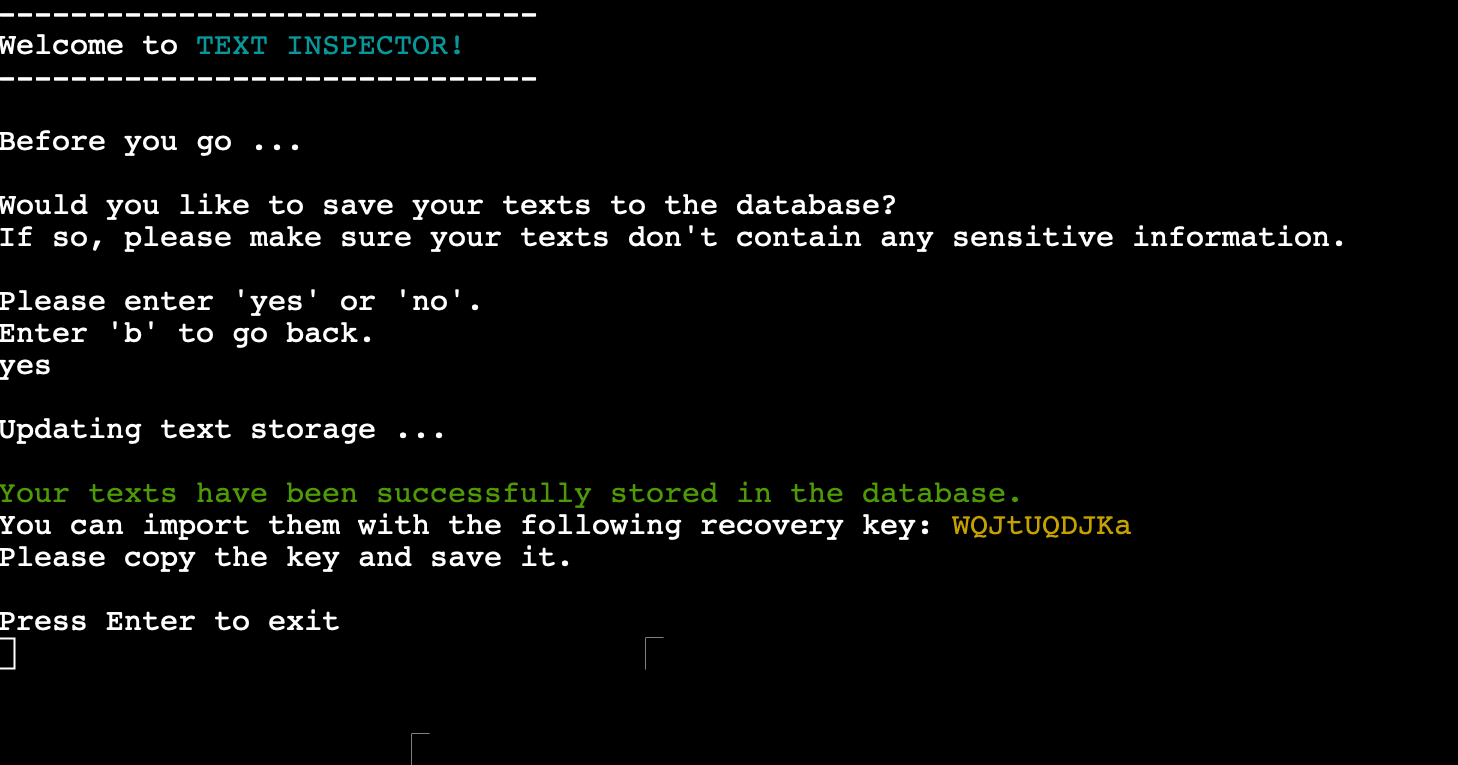 ------------------------------
Welcome to TEXT INSPECTOR!
------------------------------
Before you go ...
Would you like to save your texts to the database?
If so, please make sure your texts don't contain any sensitive information.
Please enter 'yes' or 'no'.
Enter 'b' to go back.
yes
Updating text storage ...
Your texts have been successfully stored in the database.
You can import them with the following recovery key: WQJtUQDJKa
Please copy the key and save it.
Press Enter to exit